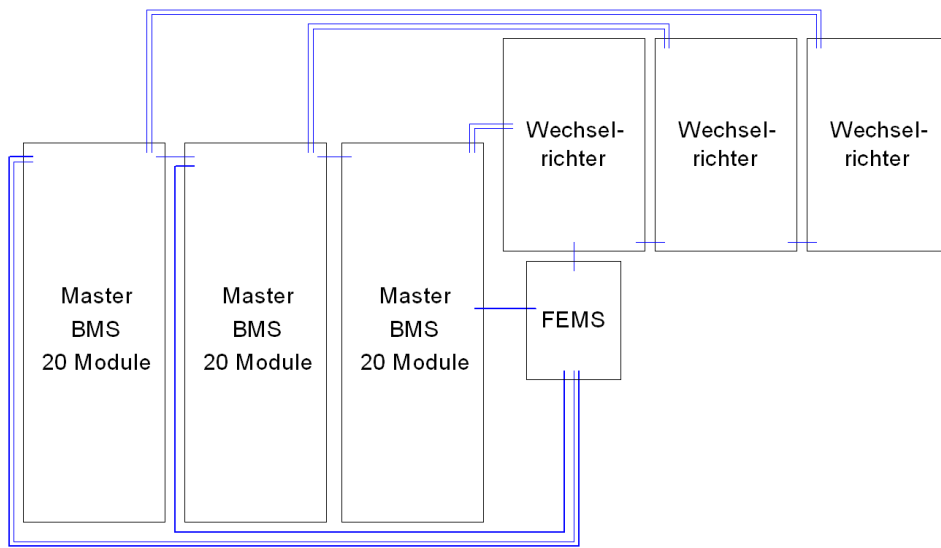 Wechsel-
richter
Wechsel-
richter
Wechsel-
richter
Master
BMS
20 Module
Master
BMS
20 Module
Master
BMS
20 Module
FEMS